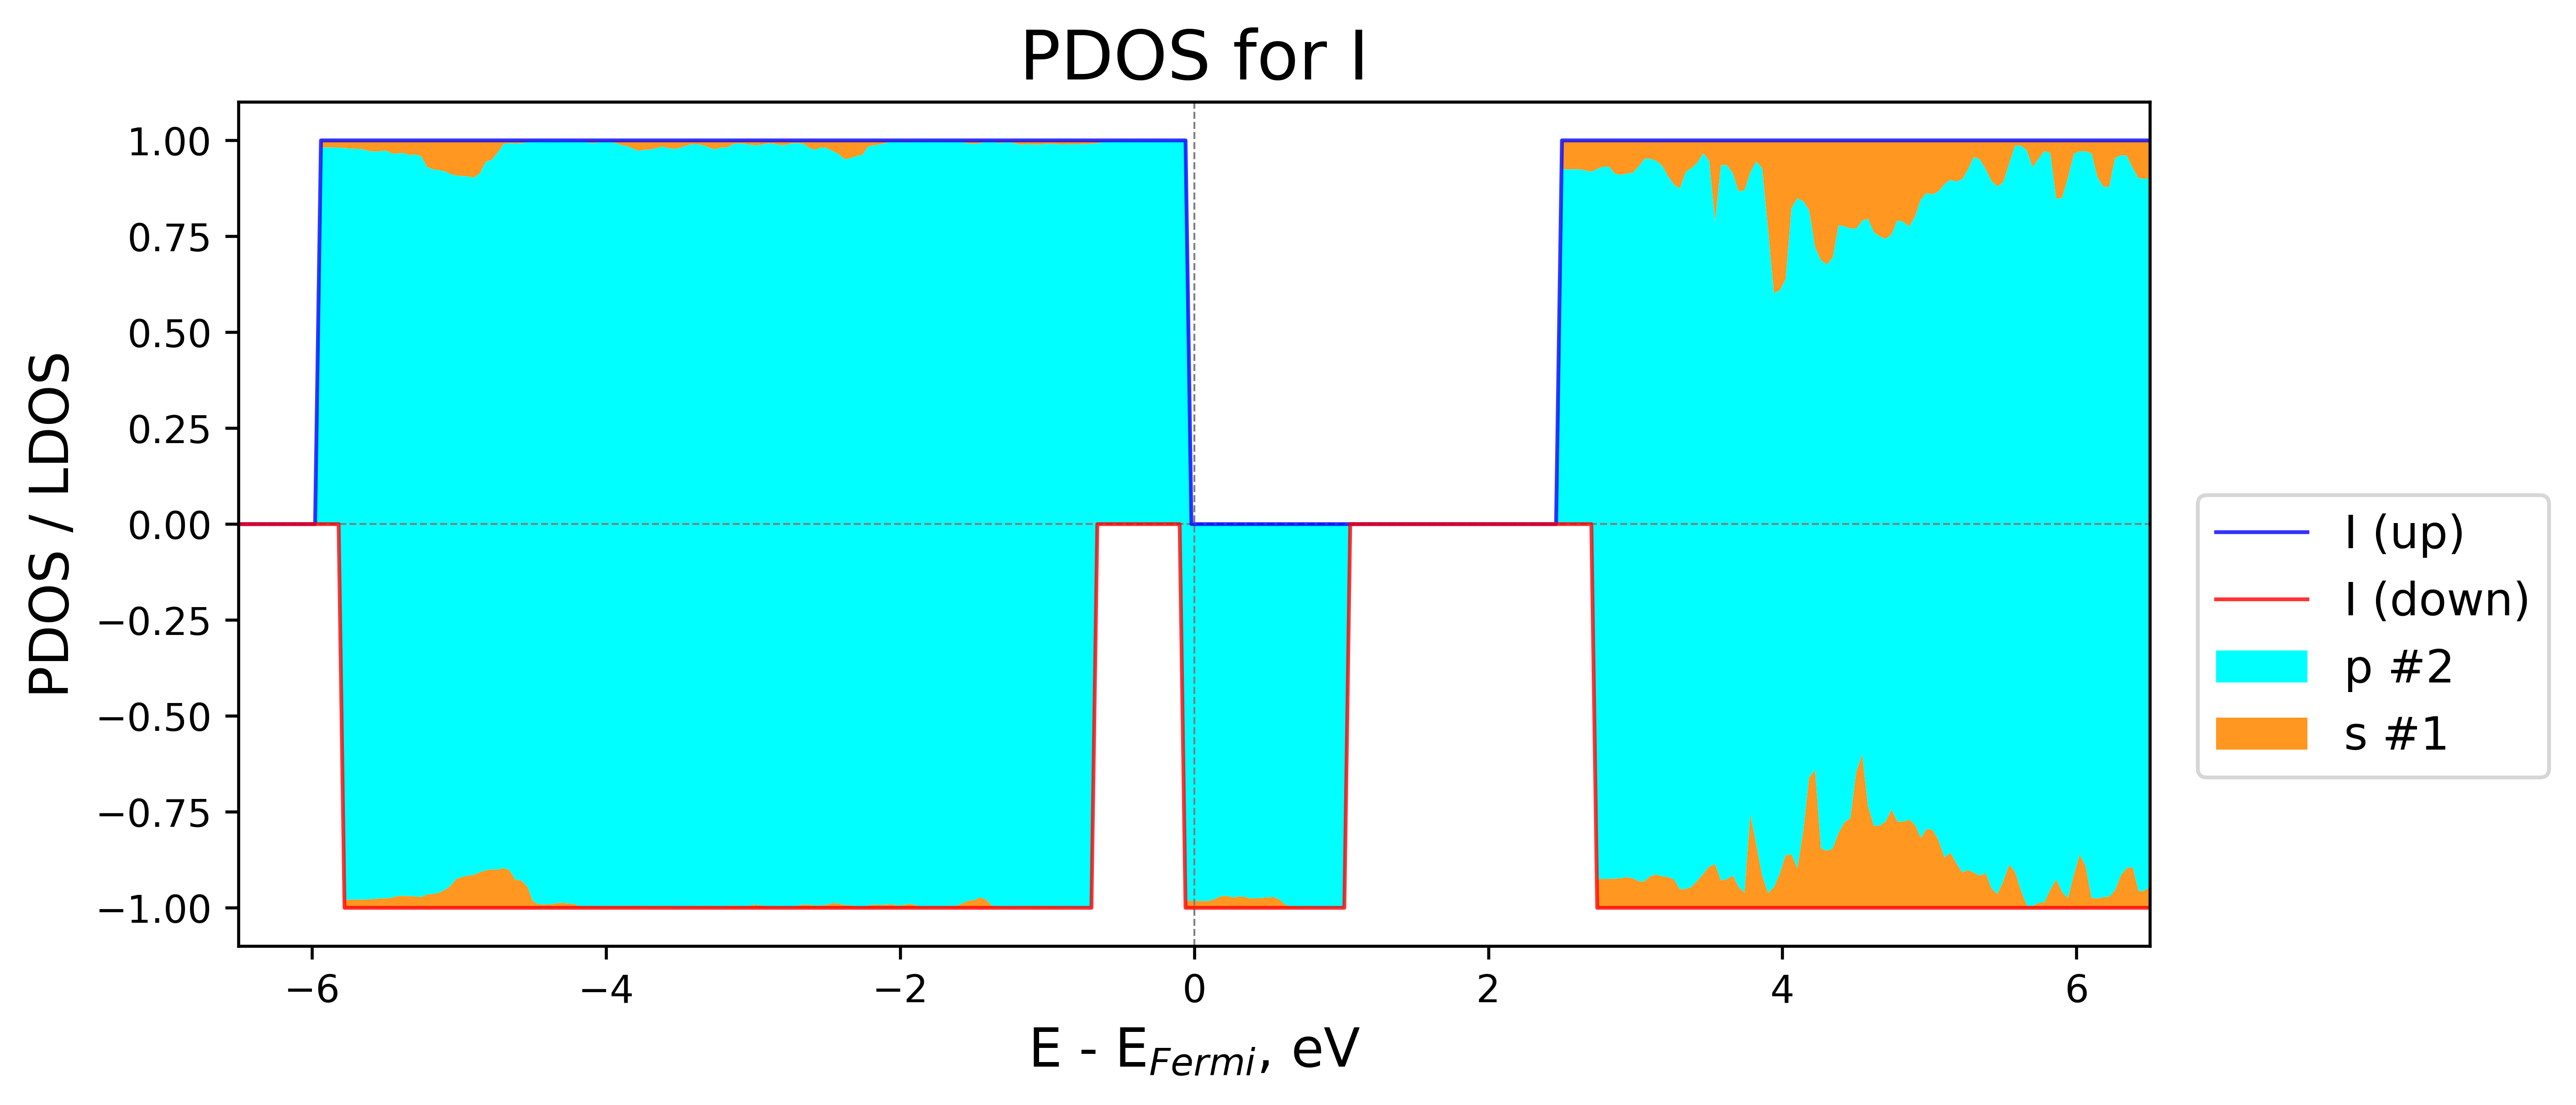 PDOS for I
PDOS / LDOS
1.00
0.75
0.50
0.25
0.00
−0.25
−0.50
−0.75
−1.00
−6
−4
−2
0
2
4
6
E - E_Fermi, eV
I (up)
I (down)
p #2
s #1